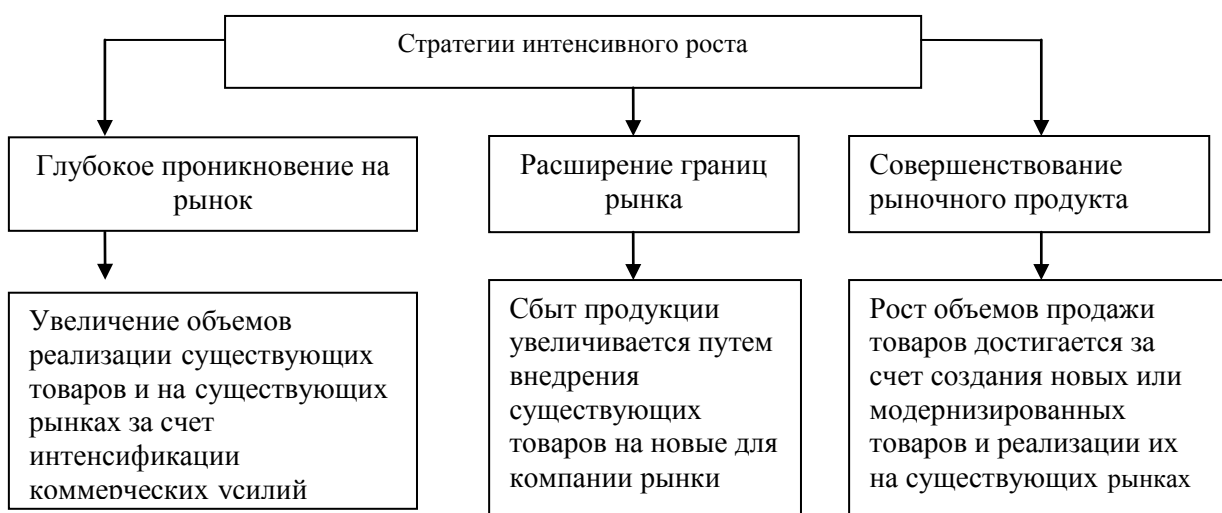 Стратегии интенсивного роста
Глубокое проникновение на
рынок
Расширение границ
рынка
Совершенствование
рыночного продукта
Увеличение объемов
реализации существующих
товаров и на существующих
рынках за счет
интенсификации
коммерческих усилий
Сбыт продукции
увеличивается путем
внедрения
существующих
товаров на новые для
компании рынки
Рост объемов продажи
товаров достигается за
счет создания новых или
модернизированных
товаров и реализации их
на существующих рынках